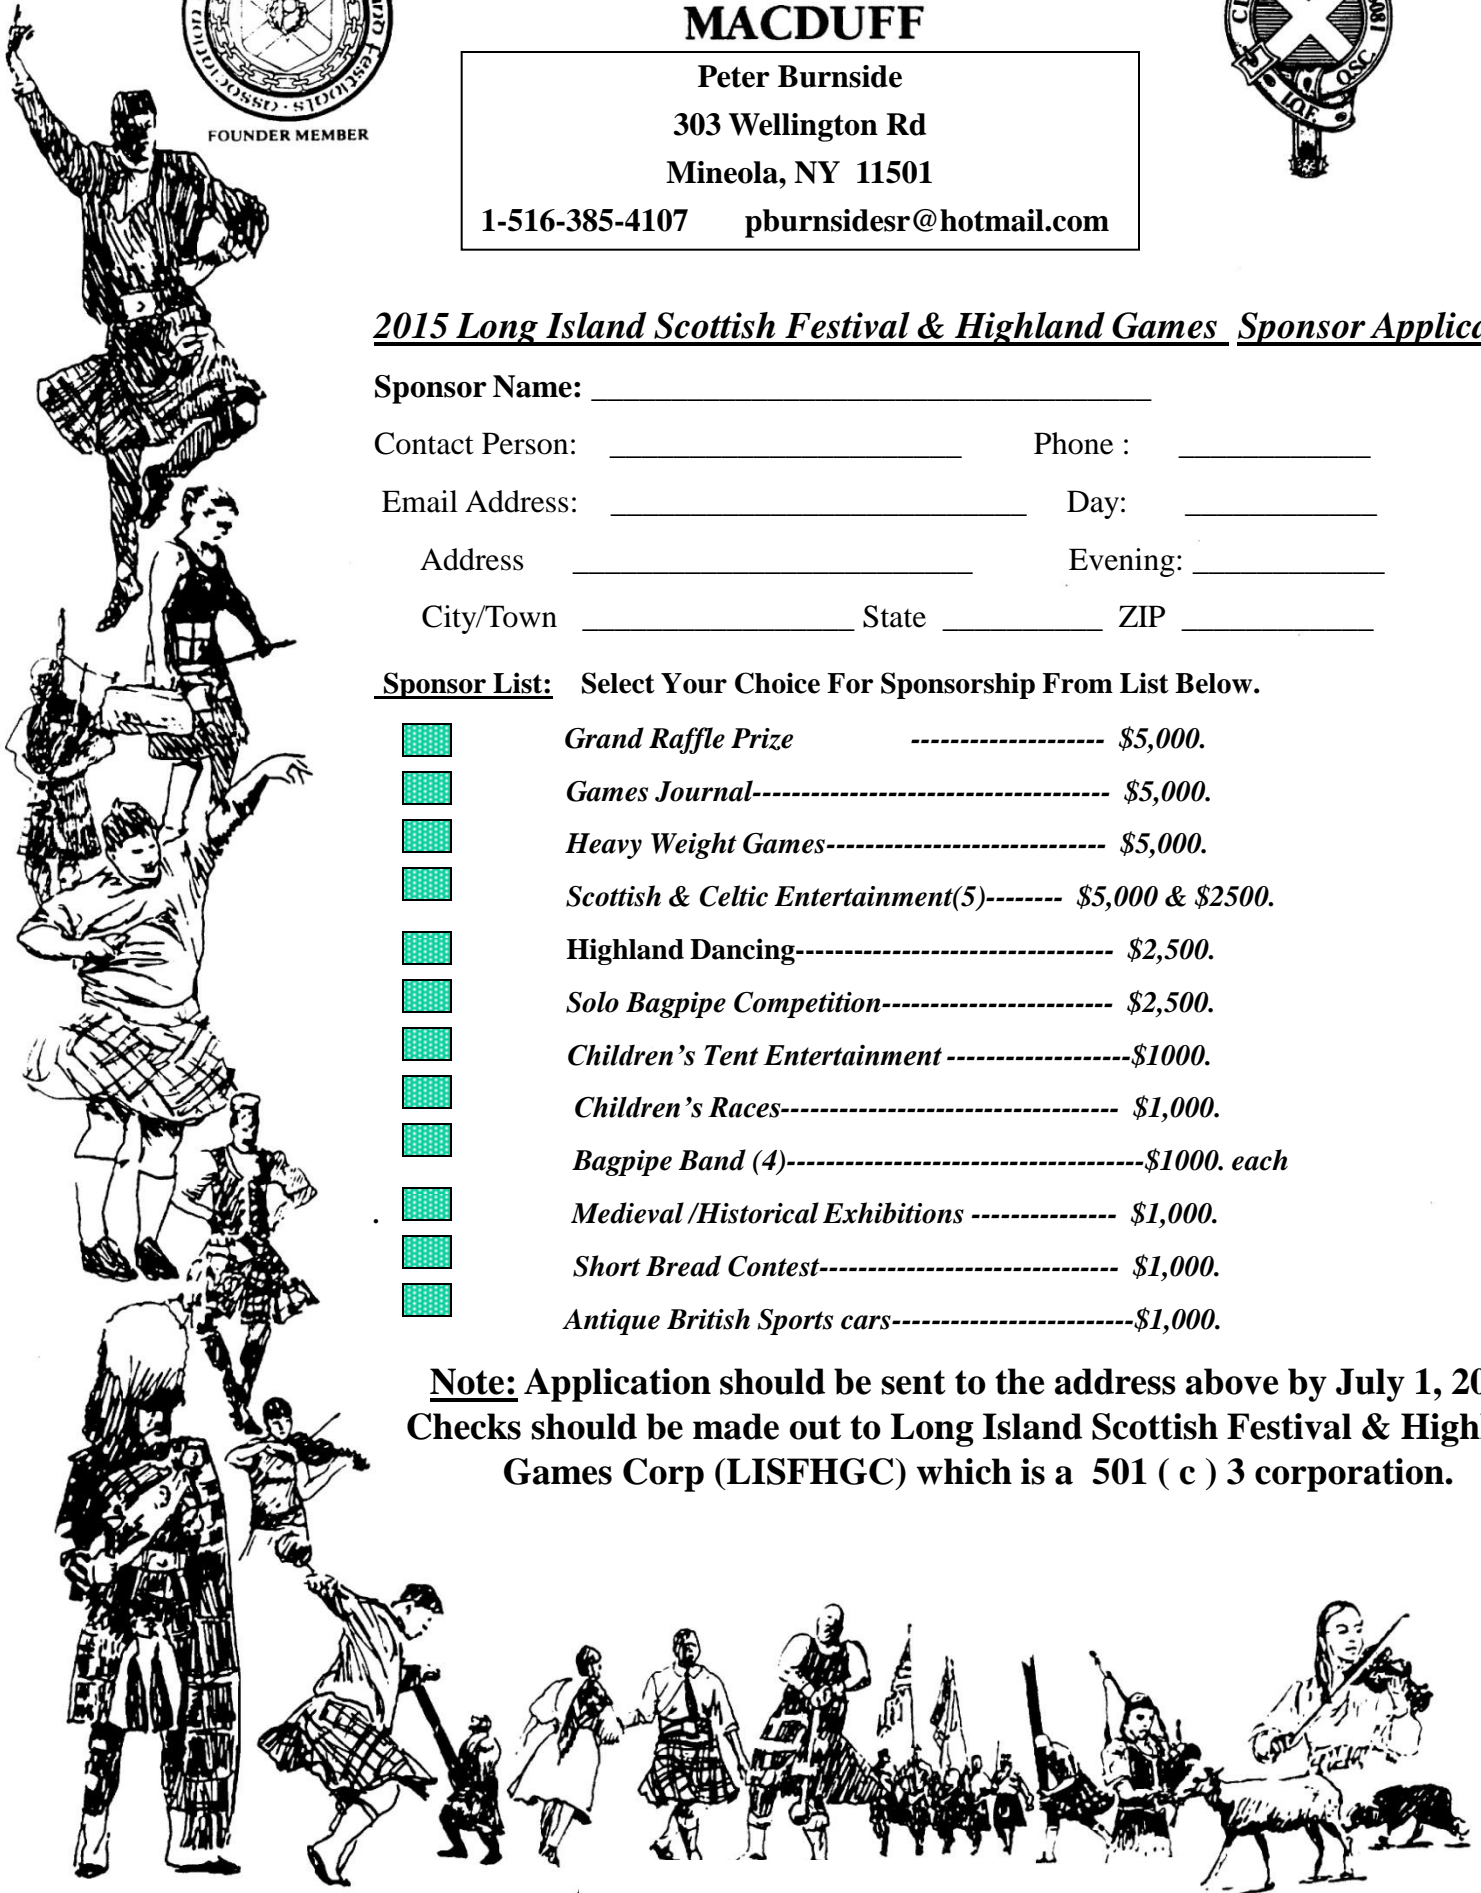 MACDUFF
FOUNDER MEMBER
Peter Burnside
303 Wellington Rd
Mineola, NY 11501
1-516-385-4107 pburnsidesr@hotmail.com
2015 Long Island Scottish Festival & Highland Games Sponsor Applica
Sponsor Name: ___________________________________
Contact Person: ______________________ Phone : ____________
Email Address: __________________________ Day: ____________
Address _________________________ Evening: ____________
City/Town _________________ State __________ ZIP ____________
Sponsor List: Select Your Choice For Sponsorship From List Below.
Grand Raffle Prize -------------------- $5,000.
Games Journal------------------------------------- $5,000.
Heavy Weight Games----------------------------- $5,000.
Scottish & Celtic Entertainment(5)-------- $5,000 & $2500.
Highland Dancing--------------------------------- $2,500.
Solo Bagpipe Competition------------------------ $2,500.
Children’s Tent Entertainment -------------------$1000.
Children’s Races----------------------------------- $1,000.
Bagpipe Band (4)-------------------------------------$1000. each
. Medieval /Historical Exhibitions --------------- $1,000.
Short Bread Contest------------------------------- $1,000.
Antique British Sports cars-------------------------$1,000.
Note: Application should be sent to the address above by July 1, 20
Checks should be made out to Long Island Scottish Festival & High
Games Corp (LISFHGC) which is a 501 ( c ) 3 corporation.